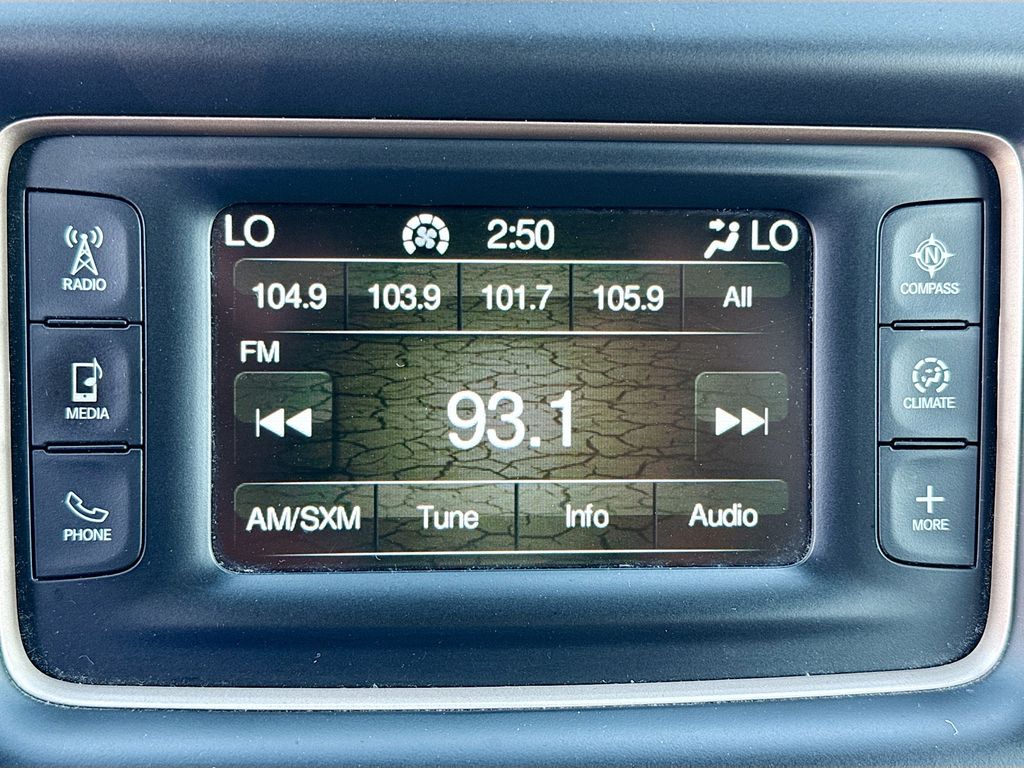 LO 2:50 LO
104.9 103.9 101.7 105.9 All
FM
93.1
AM/SXM Tune Info Audio
RADIO
MEDIA
PHONE
N
COMPASS
CLIMATE
MORE